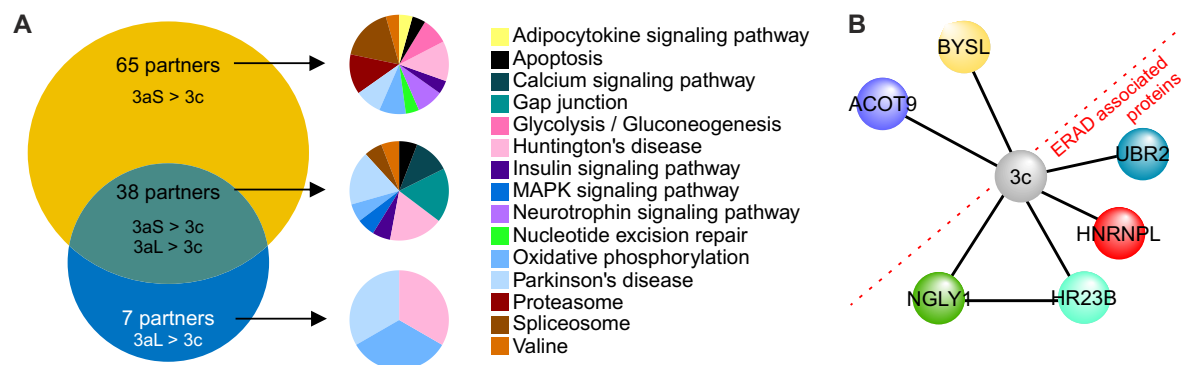 A
65 partners
3aS > 3c
38 partners
3aS > 3c
3aL > 3c
7 partners
3aL > 3c
Adipocytokine signaling pathway
Apoptosis
Calcium signaling pathway
Gap junction
Glycolysis / Gluconeogenesis
Huntington's disease
Insulin signaling pathway
MAPK signaling pathway
Neurotrophin signaling pathway
Nucleotide excision repair
Oxidative phosphorylation
Parkinson's disease
Proteasome
Spliceosome
Valine
B
BYSL
ACOT9
ERAD associated
proteins
UBR2
3c
HNRNPL
NGLY1
HR23B